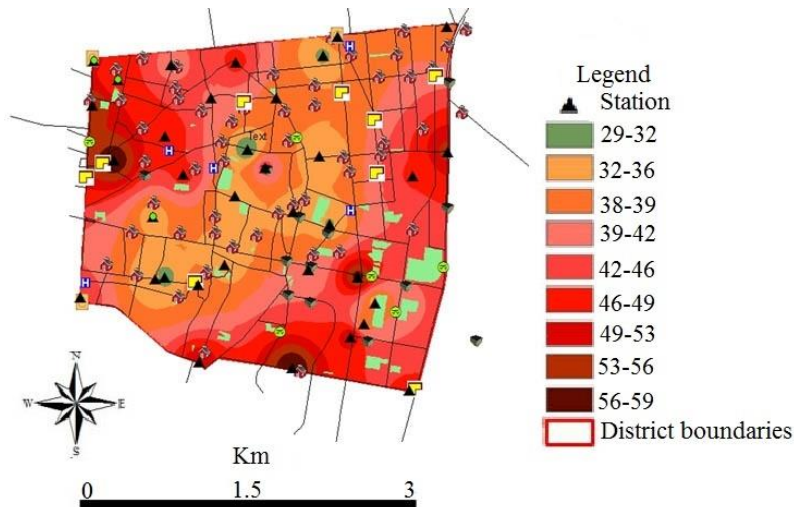 Legend
Station
29-32
32-36
38-39
39-42
42-46
46-49
49-53
53-56
56-59
District boundaries
H
H
H
H
H
N
W
E
S
Km
0
1.5
3